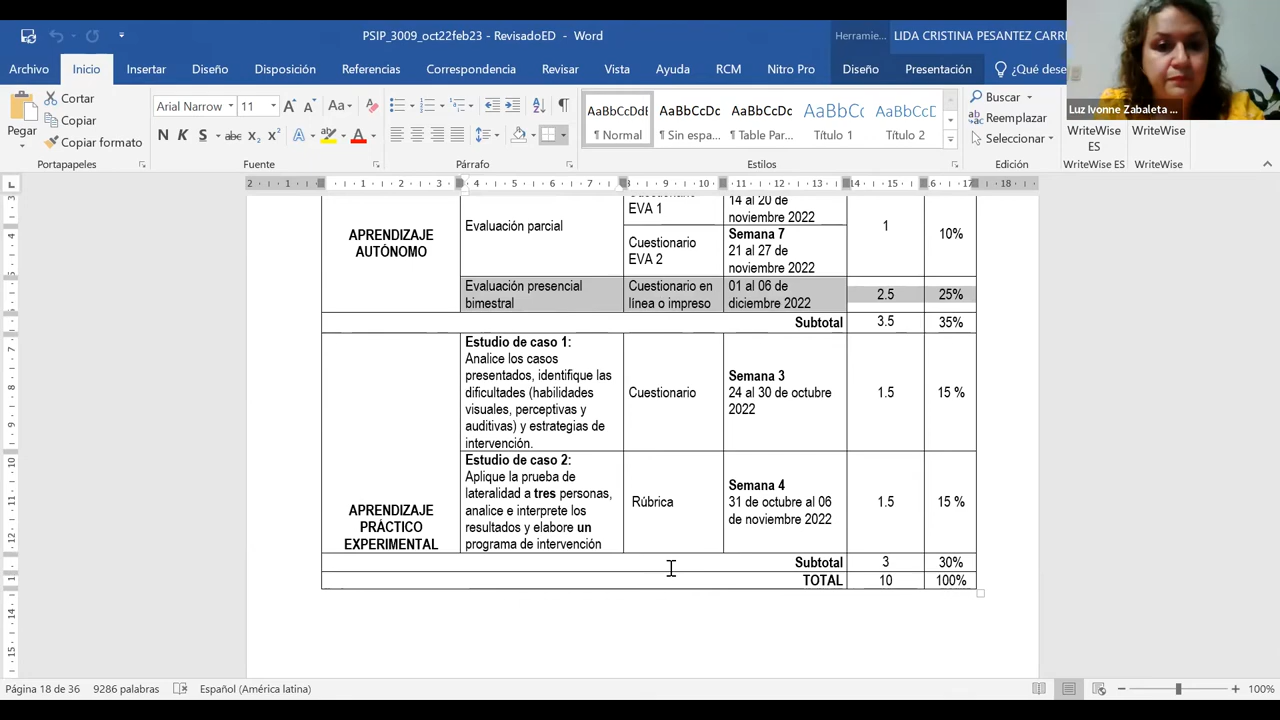 PSIP_3009_oct22feb23 - RevisadoED - Word
Herramie...
LIDA CRISTINA PESANTEZ CARR
Archivo
Inicio
Insertar
Diseño
Disposición
Referencias
Correspondencia
Revisar
Vista
Ayuda
RCM
Nitro Pro
Diseño
Presentación
¿Qué dese
Luz Ivonne Zabaleta ...
Pegar
Cortar
Copiar
Copiar formato
Portapapeles
Arial Narrow
11
N K S abc x₂ x²
Fuente
Párrafo
AaBbCcDdE
¶ Normal
AaBbCcDc
¶ Sin espa...
AaBbCcDc
¶ Table Par...
AaBbCc
Título 1
AaBbCcD
Título 2
Estilos
Buscar
Reemplazar
Seleccionar
Edición
WriteWise
ES
WriteWise ES
WriteWise
WriteWise
APRENDIZAJE
AUTÓNOMO
Evaluación parcial
Cuestionario
EVA 1
14 al 20 de
noviembre 2022
1
10%
Cuestionario
EVA 2
Semana 7
21 al 27 de
noviembre 2022
Evaluación presencial
bimestral
Cuestionario en
línea o impreso
01 al 06 de
diciembre 2022
2.5
25%
Subtotal
3.5
35%
APRENDIZAJE
PRÁCTICO
EXPERIMENTAL
Estudio de caso 1:
Analice los casos
presentados, identifique las
dificultades (habilidades
visuales, perceptivas y
auditivas) y estrategias de
intervención.
Cuestionario
Semana 3
24 al 30 de octubre
2022
1.5
15 %
Estudio de caso 2:
Aplique la prueba de
lateralidad a tres personas,
analice e interprete los
resultados y elabore un
programa de intervención
Rúbrica
Semana 4
31 de octubre al 06
de noviembre 2022
1.5
15 %
Subtotal
3
30%
TOTAL
10
100%
Página 18 de 36
9286 palabras
Español (América latina)
100%